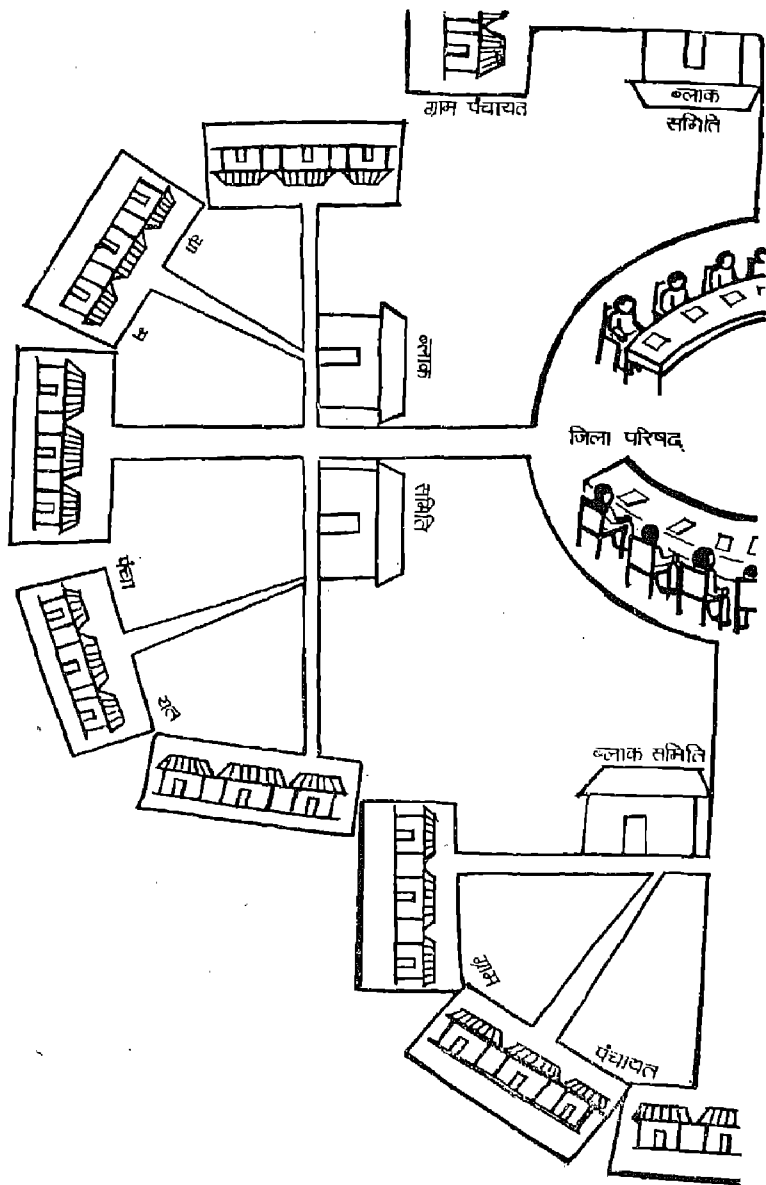 ग्राम पंचायत
ब्लाक
समिति
ग्रा
म
ब्लाक
जिला परिषद्
समिति
पंचा
यत
ब्लाक समिति
ग्राम
पंचायत